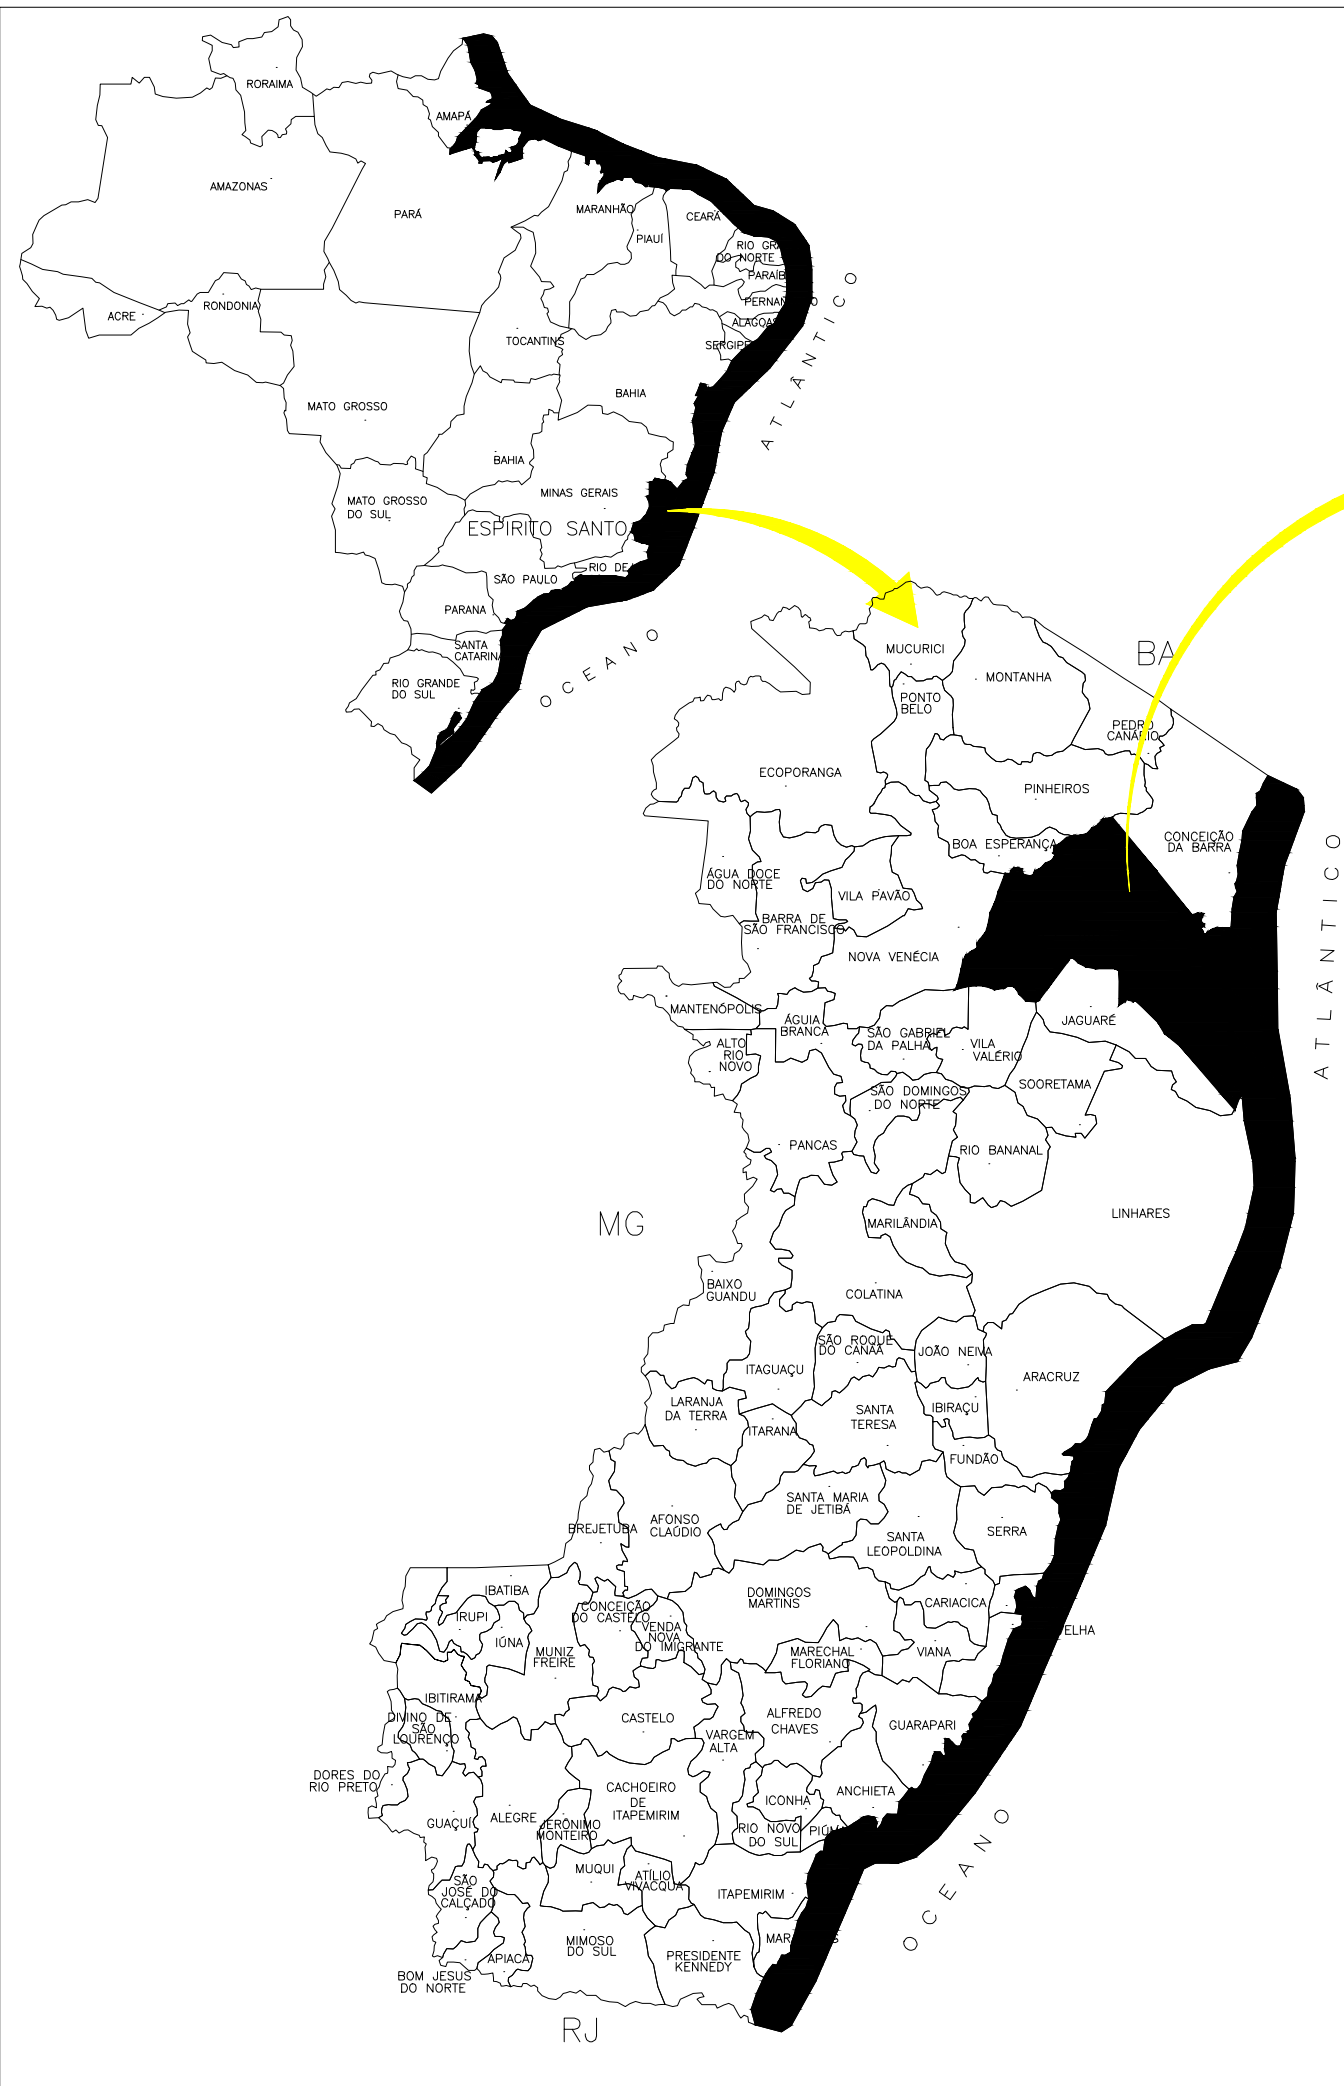 RORAIMA
AMAPÁ
AMAZONAS
PARÁ
MARANHÃO
CEARÁ
PIAUÍ
RIO GR
DO NORTE
PARAÍB
PERNAM
O
ALAGOAS
SERGIPE
ACRE
RONDONIA
TOCANTINS
BAHIA
MATO GROSSO
BAHIA
MATO GROSSO
DO SUL
MINAS GERAIS
ESPIRITO SANTO
SÃO PAULO
RIO DE
PARANA
SANTA
CATARINA
RIO GRANDE
DO SUL
OCEANO
ATLÂNTICO
BA
MUCURICI
MONTANHA
PONTO
BELO
PEDRO
CANÁRIO
ECOPORANGA
PINHEIROS
BOA ESPERANÇA
CONCEIÇÃO
DA BARRA
ÁGUA DOCE
DO NORTE
VILA PAVÃO
BARRA DE
SÃO FRANCISCO
NOVA VENÉCIA
MANTENÓPOLIS
ÁGUIA
BRANCA
JAGUARÉ
SÃO GABRIEL
DA PALHA
VILA
VALÉRIO
ALTO
RIO
NOVO
SOORETAMA
SÃO DOMINGOS
DO NORTE
PANCAS
RIO BANANAL
MG
LINHARES
MARILÂNDIA
BAIXO
GUANDU
COLATINA
SÃO ROQUE
DO CANAÃ
JOÃO NEIVA
ITAGUAÇU
ARACRUZ
LARANJA
DA TERRA
IBIRAÇU
SANTA
TERESA
ITARANA
FUNDÃO
SANTA MARIA
DE JETIBÁ
AFONSO
CLAÚDIO
BREJETUBA
SERRA
SANTA
LEOPOLDINA
IBATIBA
DOMINGOS
MARTINS
CARIACICA
CONCEIÇÃO
DO CASTELO
IRUPI
IÚNA
VENDA
NOVA
DO IMIGRANTE
ELHA
MUNIZ
FREIRE
MARECHAL
FLORIANO
VIANA
IBITIRAMA
DIVINO DE
SÃO
LOURENÇO
CASTELO
ALFREDO
CHAVES
GUARAPARI
VARGEM
ALTA
DORES DO
RIO PRETO
CACHOEIRO
DE
ITAPEMIRIM
ICONHA
ANCHIETA
GUAÇUÍ
ALEGRE
JERÔNIMO
MONTEIRO
RIO NOVO
DO SUL
PIÚM
MUQUI
ATÍLIO
VIVACQUA
SÃO
JOSÉ DO
CALÇADO
ITAPEMIRIM
MIMOSO
DO SUL
MAR
S
PRESIDENTE
KENNEDY
APIACÁ
BOM JESUS
DO NORTE
RJ
OCEANO
ATLÂNTICO